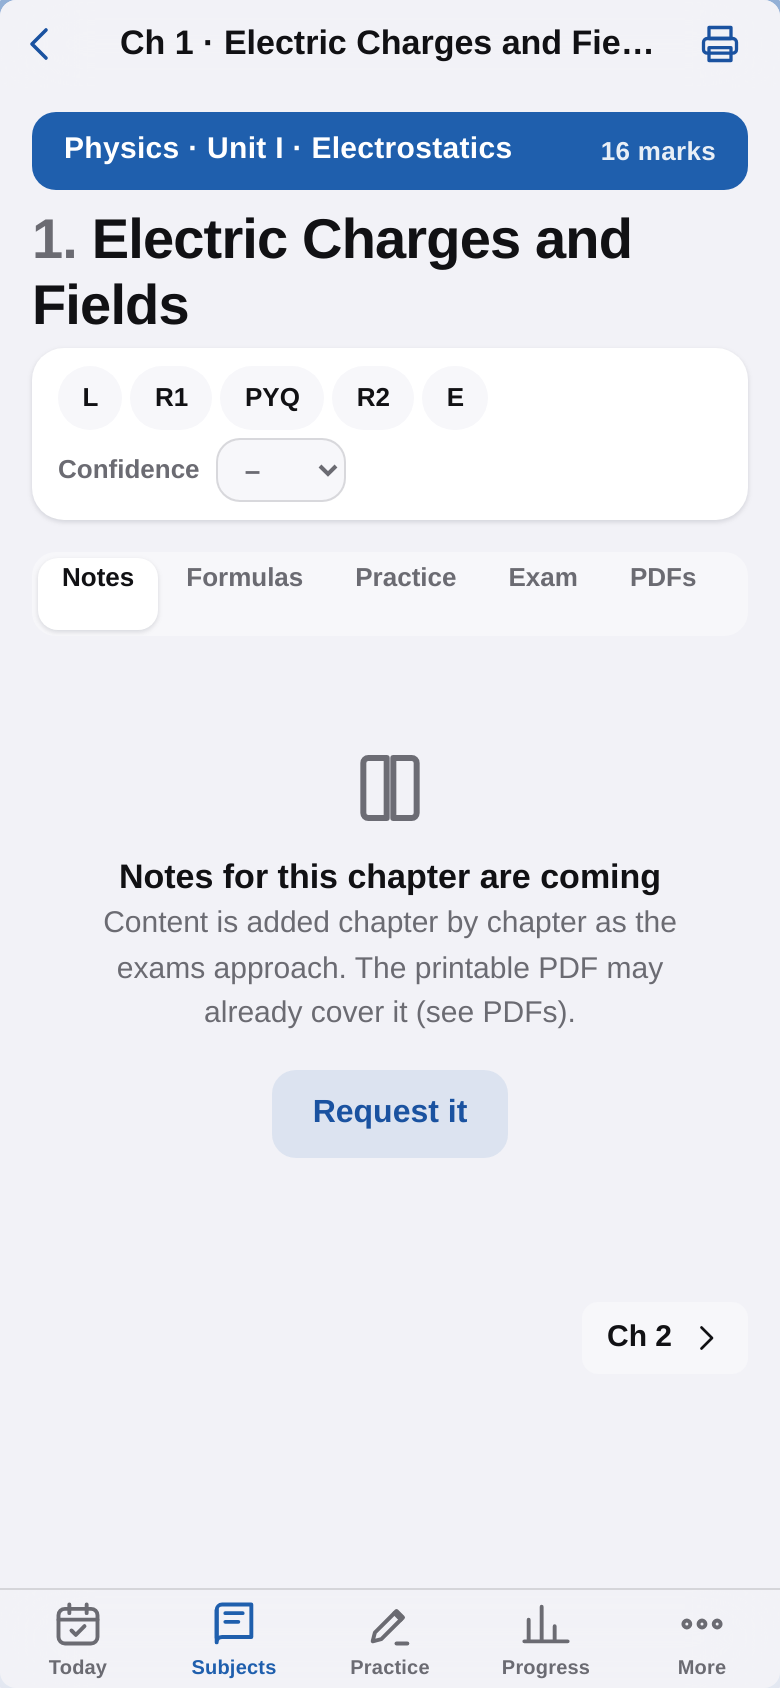 Ch 1 · Electric Charges and Fie...
Physics · Unit I · Electrostatics
16 marks
1. Electric Charges and
Fields
L R1 PYQ R2 E
Confidence –
Notes Formulas Practice Exam PDFs
Notes for this chapter are coming
Content is added chapter by chapter as the
exams approach. The printable PDF may
already cover it (see PDFs).
Request it
Ch 2
Today Subjects Practice Progress More